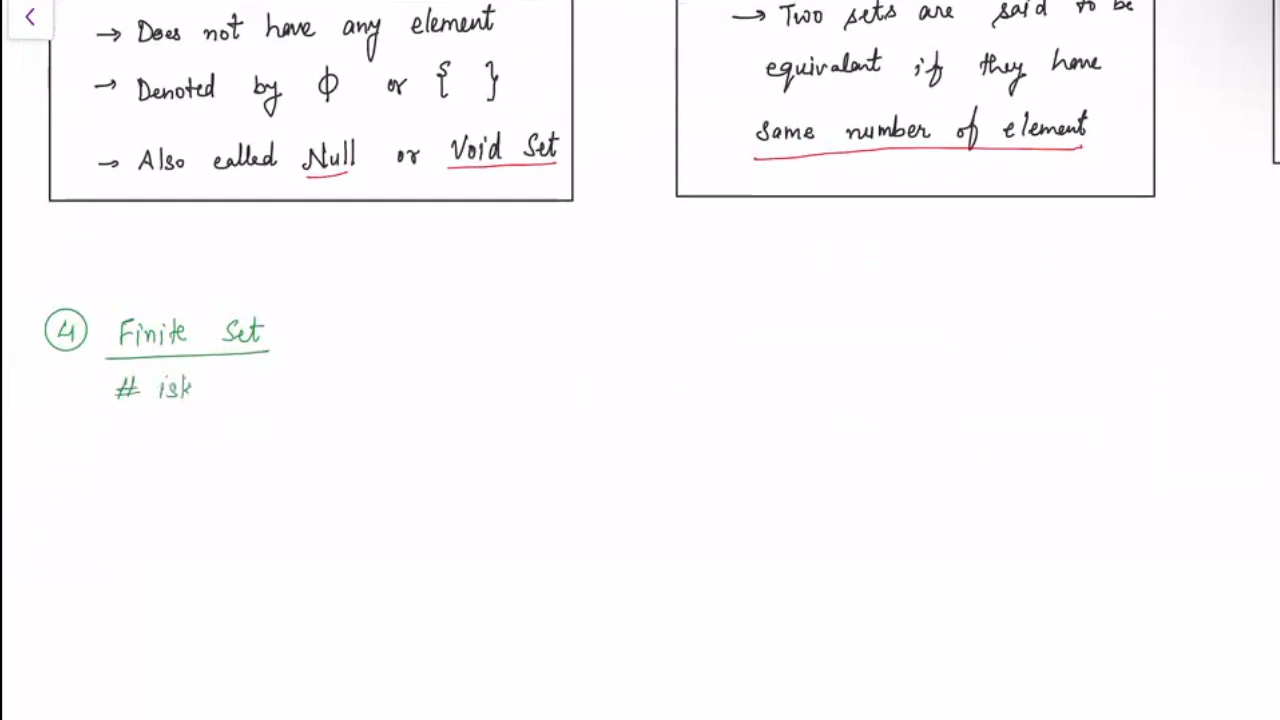 → Does not have any element
→ Denoted by ϕ or { }
→ Also called Null or Void Set
→ Two sets are said to be
equivalent if they have
same number of element
④ Finite Set
# isk